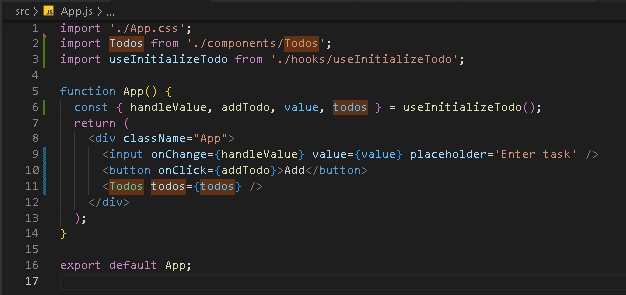 src > JS App.js > ...
1 import './App.css';
2 import Todos from './components/Todos';
3 import useInitializeTodo from './hooks/useInitializeTodo';
4
5 function App() {
6   const { handleValue, addTodo, value, todos } = useInitializeTodo();
7   return (
8     <div className="App">
9       <input onChange={handleValue} value={value} placeholder='Enter task' />
10       <button onClick={addTodo}>Add</button>
11       <Todos todos={todos} />
12     </div>
13   );
14 }
15
16 export default App;
17